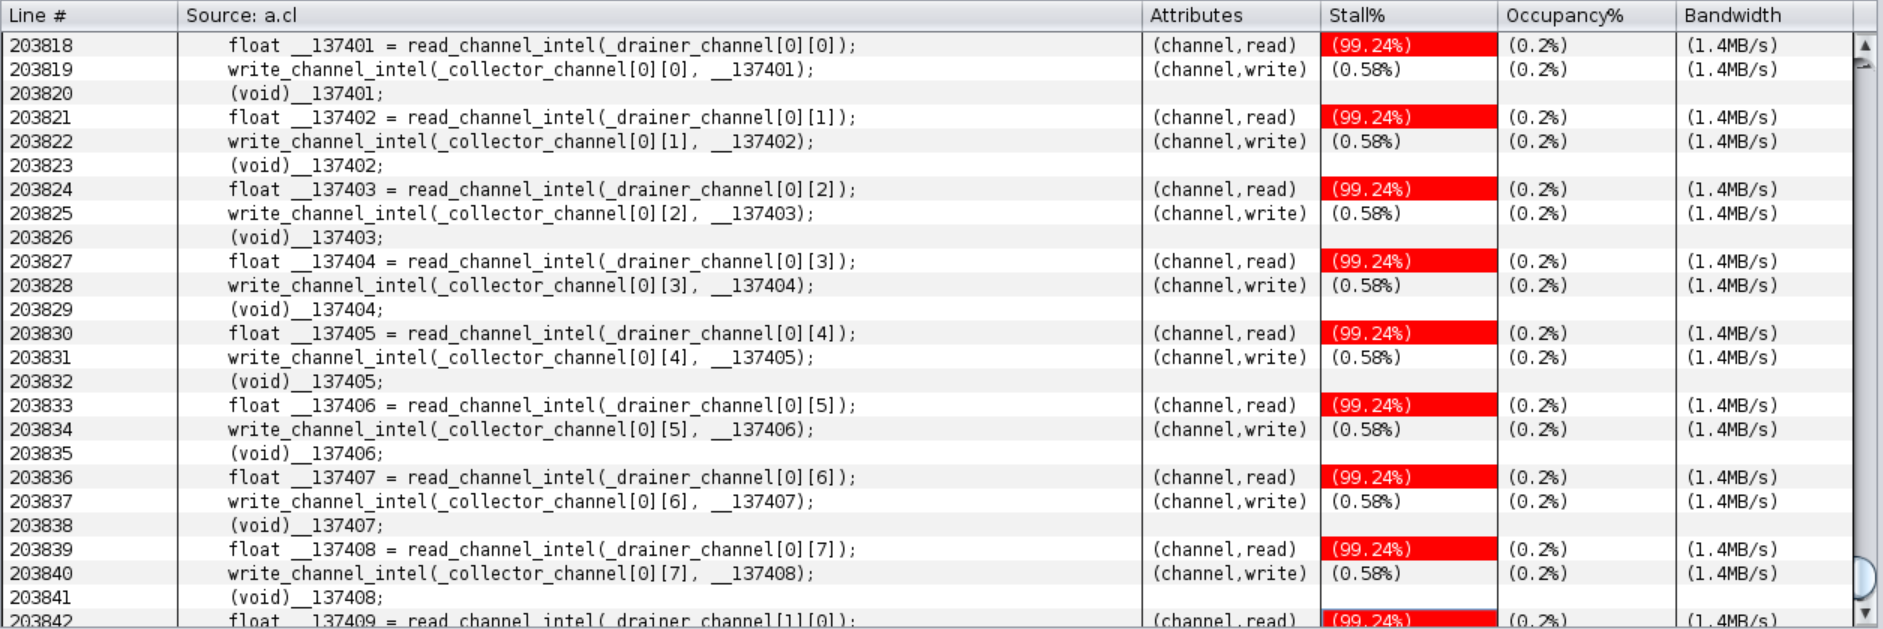 Line # Source: a.cl Attributes Stall% Occupancy% Bandwidth
203818 float __137401 = read_channel_intel(_drainer_channel[0][0]); (channel,read) (99.24%) (0.2%) (1.4MB/s)
203819 write_channel_intel(_collector_channel[0][0], __137401); (channel,write) (0.58%) (0.2%) (1.4MB/s)
203820 (void)__137401;
203821 float __137402 = read_channel_intel(_drainer_channel[0][1]); (channel,read) (99.24%) (0.2%) (1.4MB/s)
203822 write_channel_intel(_collector_channel[0][1], __137402); (channel,write) (0.58%) (0.2%) (1.4MB/s)
203823 (void)__137402;
203824 float __137403 = read_channel_intel(_drainer_channel[0][2]); (channel,read) (99.24%) (0.2%) (1.4MB/s)
203825 write_channel_intel(_collector_channel[0][2], __137403); (channel,write) (0.58%) (0.2%) (1.4MB/s)
203826 (void)__137403;
203827 float __137404 = read_channel_intel(_drainer_channel[0][3]); (channel,read) (99.24%) (0.2%) (1.4MB/s)
203828 write_channel_intel(_collector_channel[0][3], __137404); (channel,write) (0.58%) (0.2%) (1.4MB/s)
203829 (void)__137404;
203830 float __137405 = read_channel_intel(_drainer_channel[0][4]); (channel,read) (99.24%) (0.2%) (1.4MB/s)
203831 write_channel_intel(_collector_channel[0][4], __137405); (channel,write) (0.58%) (0.2%) (1.4MB/s)
203832 (void)__137405;
203833 float __137406 = read_channel_intel(_drainer_channel[0][5]); (channel,read) (99.24%) (0.2%) (1.4MB/s)
203834 write_channel_intel(_collector_channel[0][5], __137406); (channel,write) (0.58%) (0.2%) (1.4MB/s)
203835 (void)__137406;
203836 float __137407 = read_channel_intel(_drainer_channel[0][6]); (channel,read) (99.24%) (0.2%) (1.4MB/s)
203837 write_channel_intel(_collector_channel[0][6], __137407); (channel,write) (0.58%) (0.2%) (1.4MB/s)
203838 (void)__137407;
203839 float __137408 = read_channel_intel(_drainer_channel[0][7]); (channel,read) (99.24%) (0.2%) (1.4MB/s)
203840 write_channel_intel(_collector_channel[0][7], __137408); (channel,write) (0.58%) (0.2%) (1.4MB/s)
203841 (void)__137408;
203842 float __137409 = read_channel_intel(_drainer_channel[1][0]); (channel,read) (99.24%) (0.2%) (1.4MB/s)